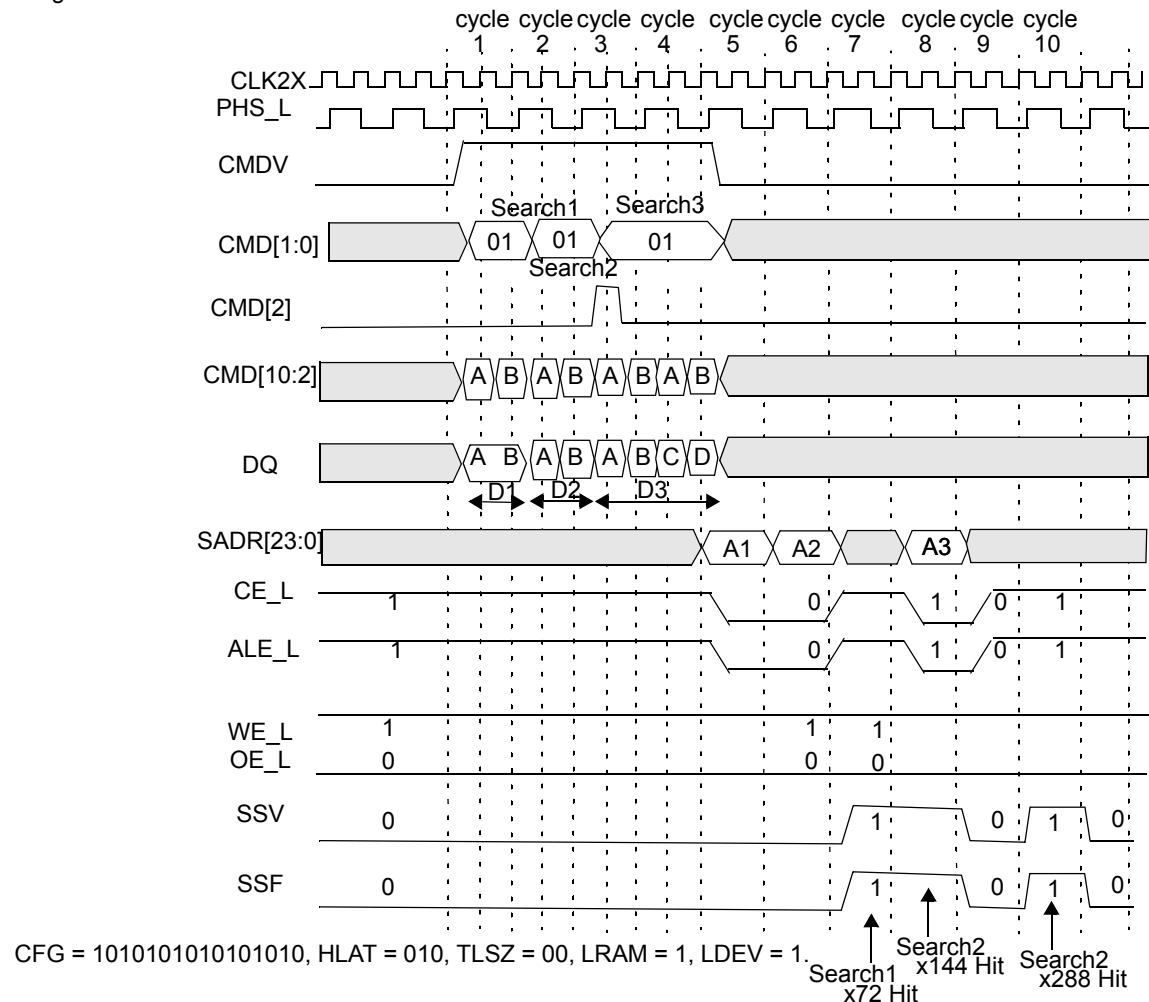 cycle cycle cycle cycle cycle cycle cycle cycle cycle cycle
1 2 3 4 5 6 7 8 9 10
CLK2X
PHS_L
CMDV
Search1 Search3
CMD[1:0] 01 01 01
Search2
CMD[2]
CMD[10:2] A B A B A B A B
DQ A B A B A B C D
D1 D2 D3
SADR[23:0] A1 A2 A3
CE_L 1 0 1 0 1
ALE_L 1 0 1 0 1
WE_L 1 1 1
OE_L 0 0 0
SSV 0 1 0 1 0
SSF 0 1 0 1 0
CFG = 1010101010101010, HLAT = 010, TLSZ = 00, LRAM = 1, LDEV = 1.
Search1
x72 Hit
Search2
x144 Hit
Search2
x288 Hit